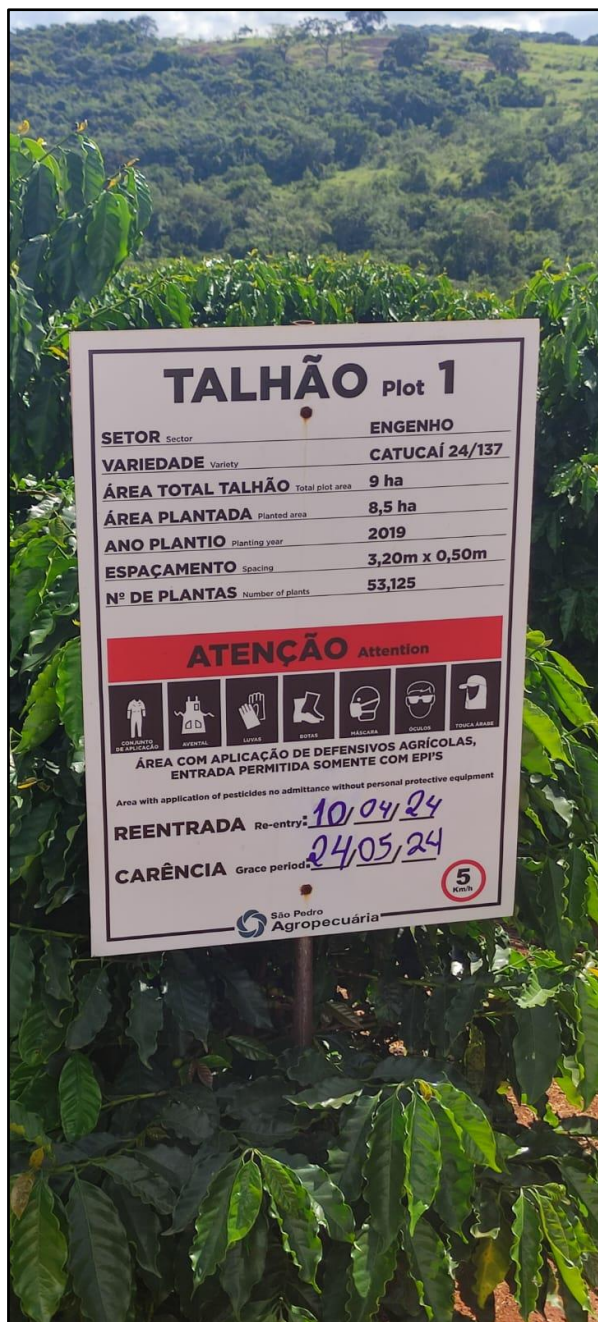 TALHÃO Plot 1
SETOR Sector ENGENHO
VARIEDADE Variety CATUCAÍ 24/137
ÁREA TOTAL TALHÃO Total plot area 9 ha
ÁREA PLANTADA Planted area 8,5 ha
ANO PLANTIO Planting year 2019
ESPAÇAMENTO Spacing 3,20m x 0,50m
Nº DE PLANTAS Number of plants 53,125
ATENÇÃO Attention
CONJUNTO DE APLICAÇÃO AVENTAL LUVAS BOTAS MÁSCARA ÓCULOS TOUCA ÁRABE
ÁREA COM APLICAÇÃO DE DEFENSIVOS AGRÍCOLAS,
ENTRADA PERMITIDA SOMENTE COM EPI'S
Area with application of pesticides no admittance without personal protective equipment
REENTRADA Re-entry: 10/04/24
CARÊNCIA Grace period: 24/05/24
5
Km/h
São Pedro
Agropecuária